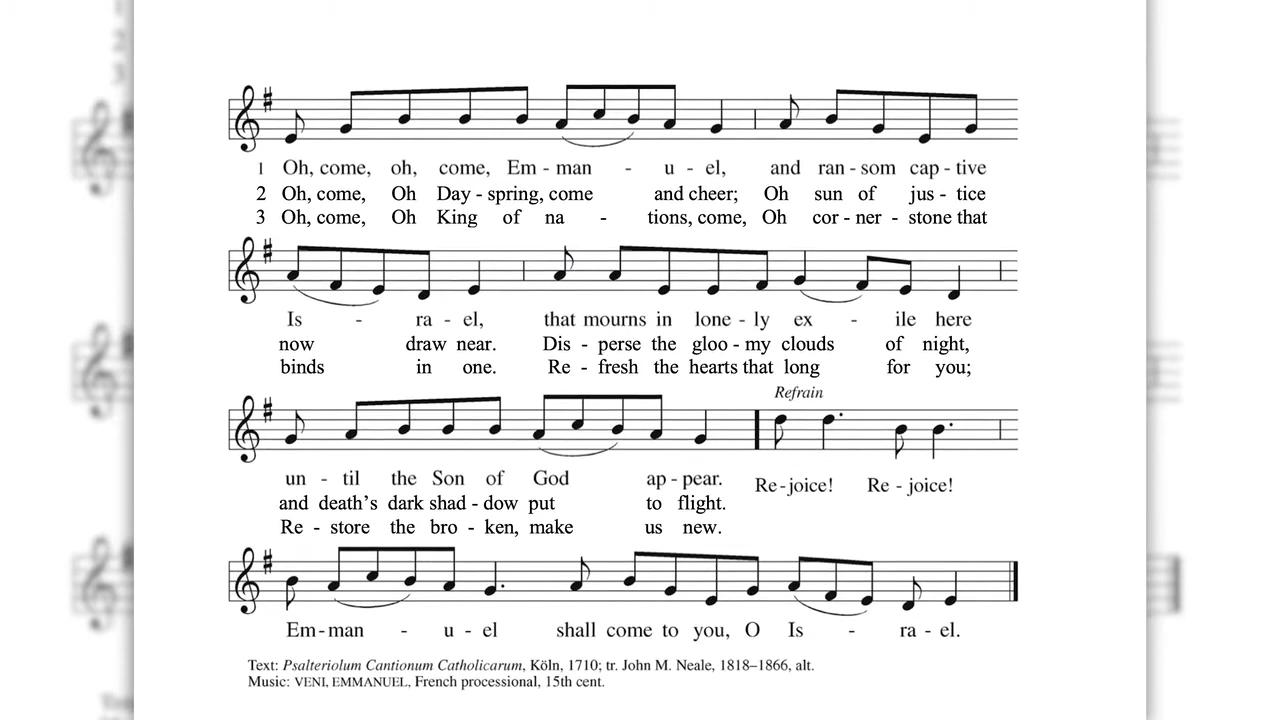 1 Oh, come, oh, come, Em - man - u - el, and ran - som cap - tive
2 Oh, come, Oh Day - spring, come and cheer; Oh sun of jus - tice
3 Oh, come, Oh King of na - tions, come, Oh cor - ner - stone that
Is - ra - el, that mourns in lone - ly ex - ile here
now draw near. Dis - perse the gloo - my clouds of night,
binds in one. Re - fresh the hearts that long for you;
Refrain
un - til the Son of God ap - pear. Re - joice! Re - joice!
and death's dark shad - dow put to flight.
Re - store the bro - ken, make us new.
Em - man - u - el shall come to you, O Is - ra - el.
Text: Psalteriolum Cantionum Catholicarum, Köln, 1710; tr. John M. Neale, 1818–1866, alt.
Music: VENI, EMMANUEL, French processional, 15th cent.